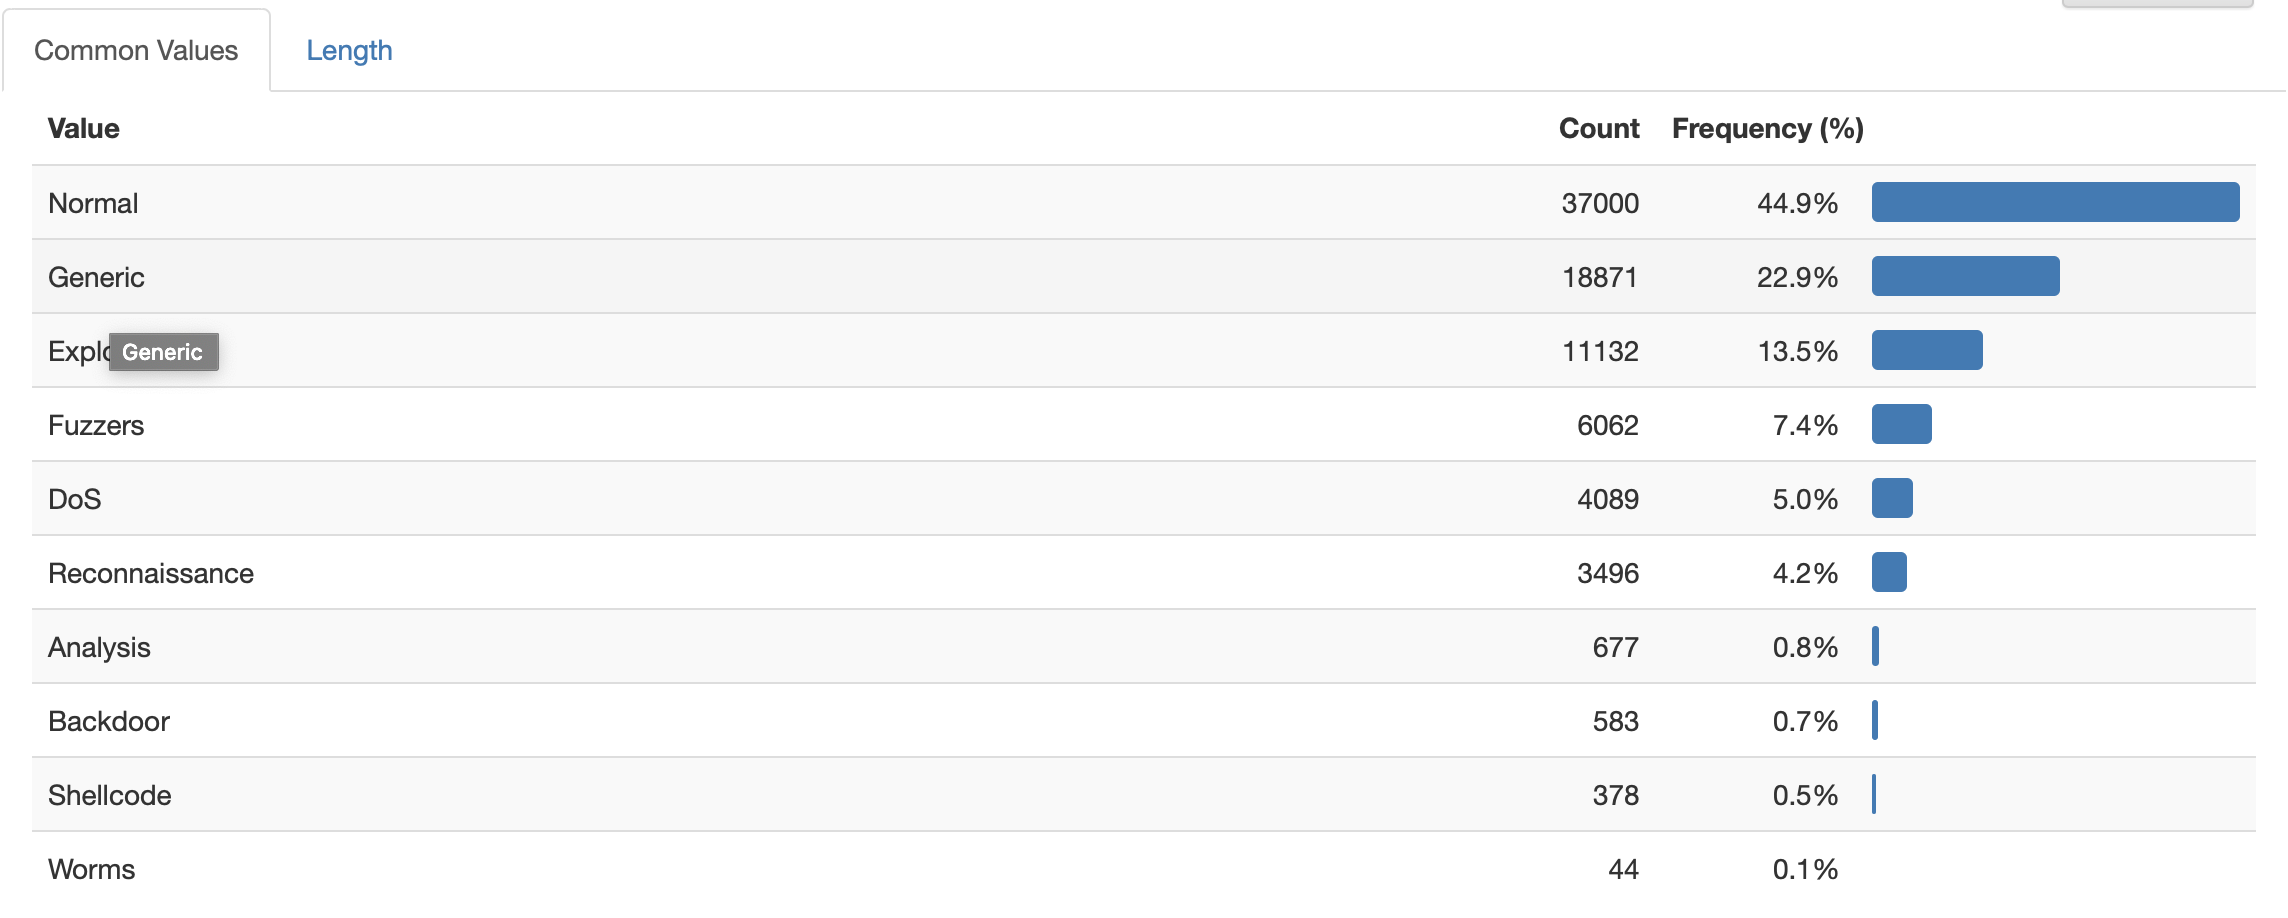 Common Values Length
Value Count Frequency (%)
Normal 37000 44.9%
Generic 18871 22.9%
Explo Generic 11132 13.5%
Fuzzers 6062 7.4%
DoS 4089 5.0%
Reconnaissance 3496 4.2%
Analysis 677 0.8%
Backdoor 583 0.7%
Shellcode 378 0.5%
Worms 44 0.1%